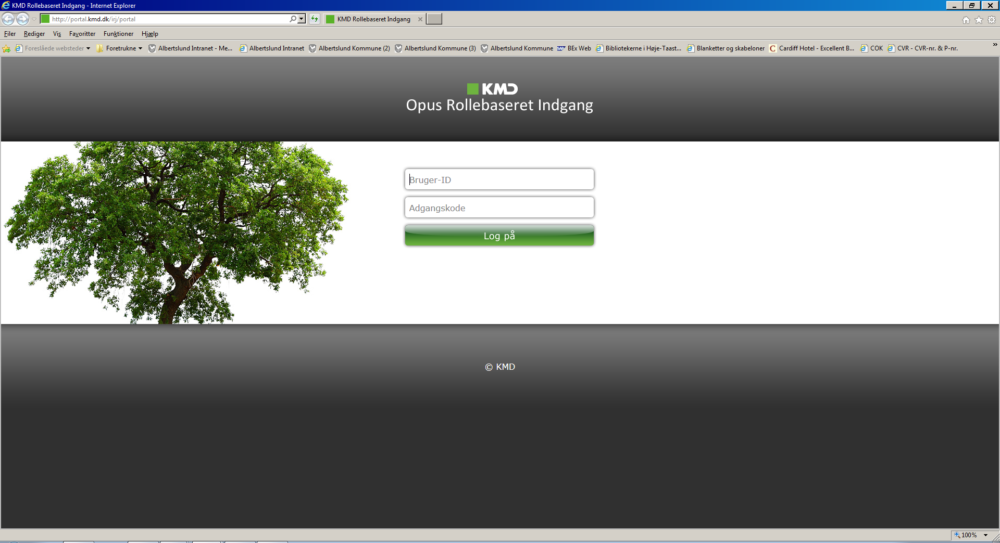 KMD Rollebaseret Indgang - Internet Explorer
http://portal.kmd.dk/irj/portal
KMD Rollebaseret Indgang
Filer Rediger Vis Favoritter Funktioner Hjælp
Foreslåede websteder Foretrukne Albertslund Intranet - Me... Albertslund Intranet Albertslund Kommune (2) Albertslund Kommune (3) Albertslund Kommune BEx Web Bibliotekerne i Høje-Taast... Blanketter og skabeloner Cardiff Hotel - Excellent B... COK CVR - CVR-nr. & P-nr.
KMD
Opus Rollebaseret Indgang
Bruger-ID
Adgangskode
Log på
© KMD
100%